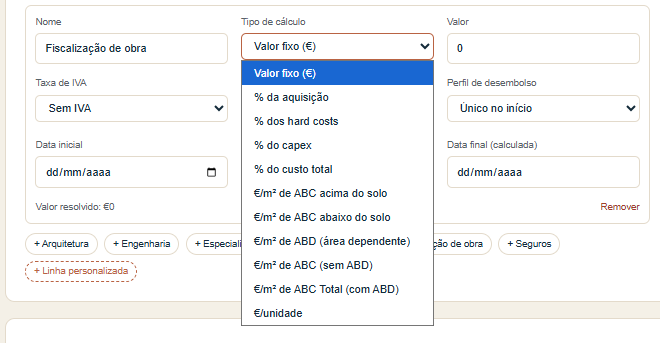 Nome
Tipo de cálculo
Valor
Fiscalização de obra
Valor fixo (€)
0
Valor fixo (€)
Taxa de IVA
Perfil de desembolso
% da aquisição
Sem IVA
Único no início
% dos hard costs
Data inicial
% do capex
Data final (calculada)
dd/mm/aaaa
% do custo total
dd/mm/aaaa
€/m² de ABC acima do solo
Valor resolvido: €0
Remover
€/m² de ABC abaixo do solo
+ Arquitetura
+ Engenharia
+ Especiali
€/m² de ABD (área dependente)
ção de obra
+ Seguros
€/m² de ABC (sem ABD)
+ Linha personalizada
€/m² de ABC Total (com ABD)
€/unidade